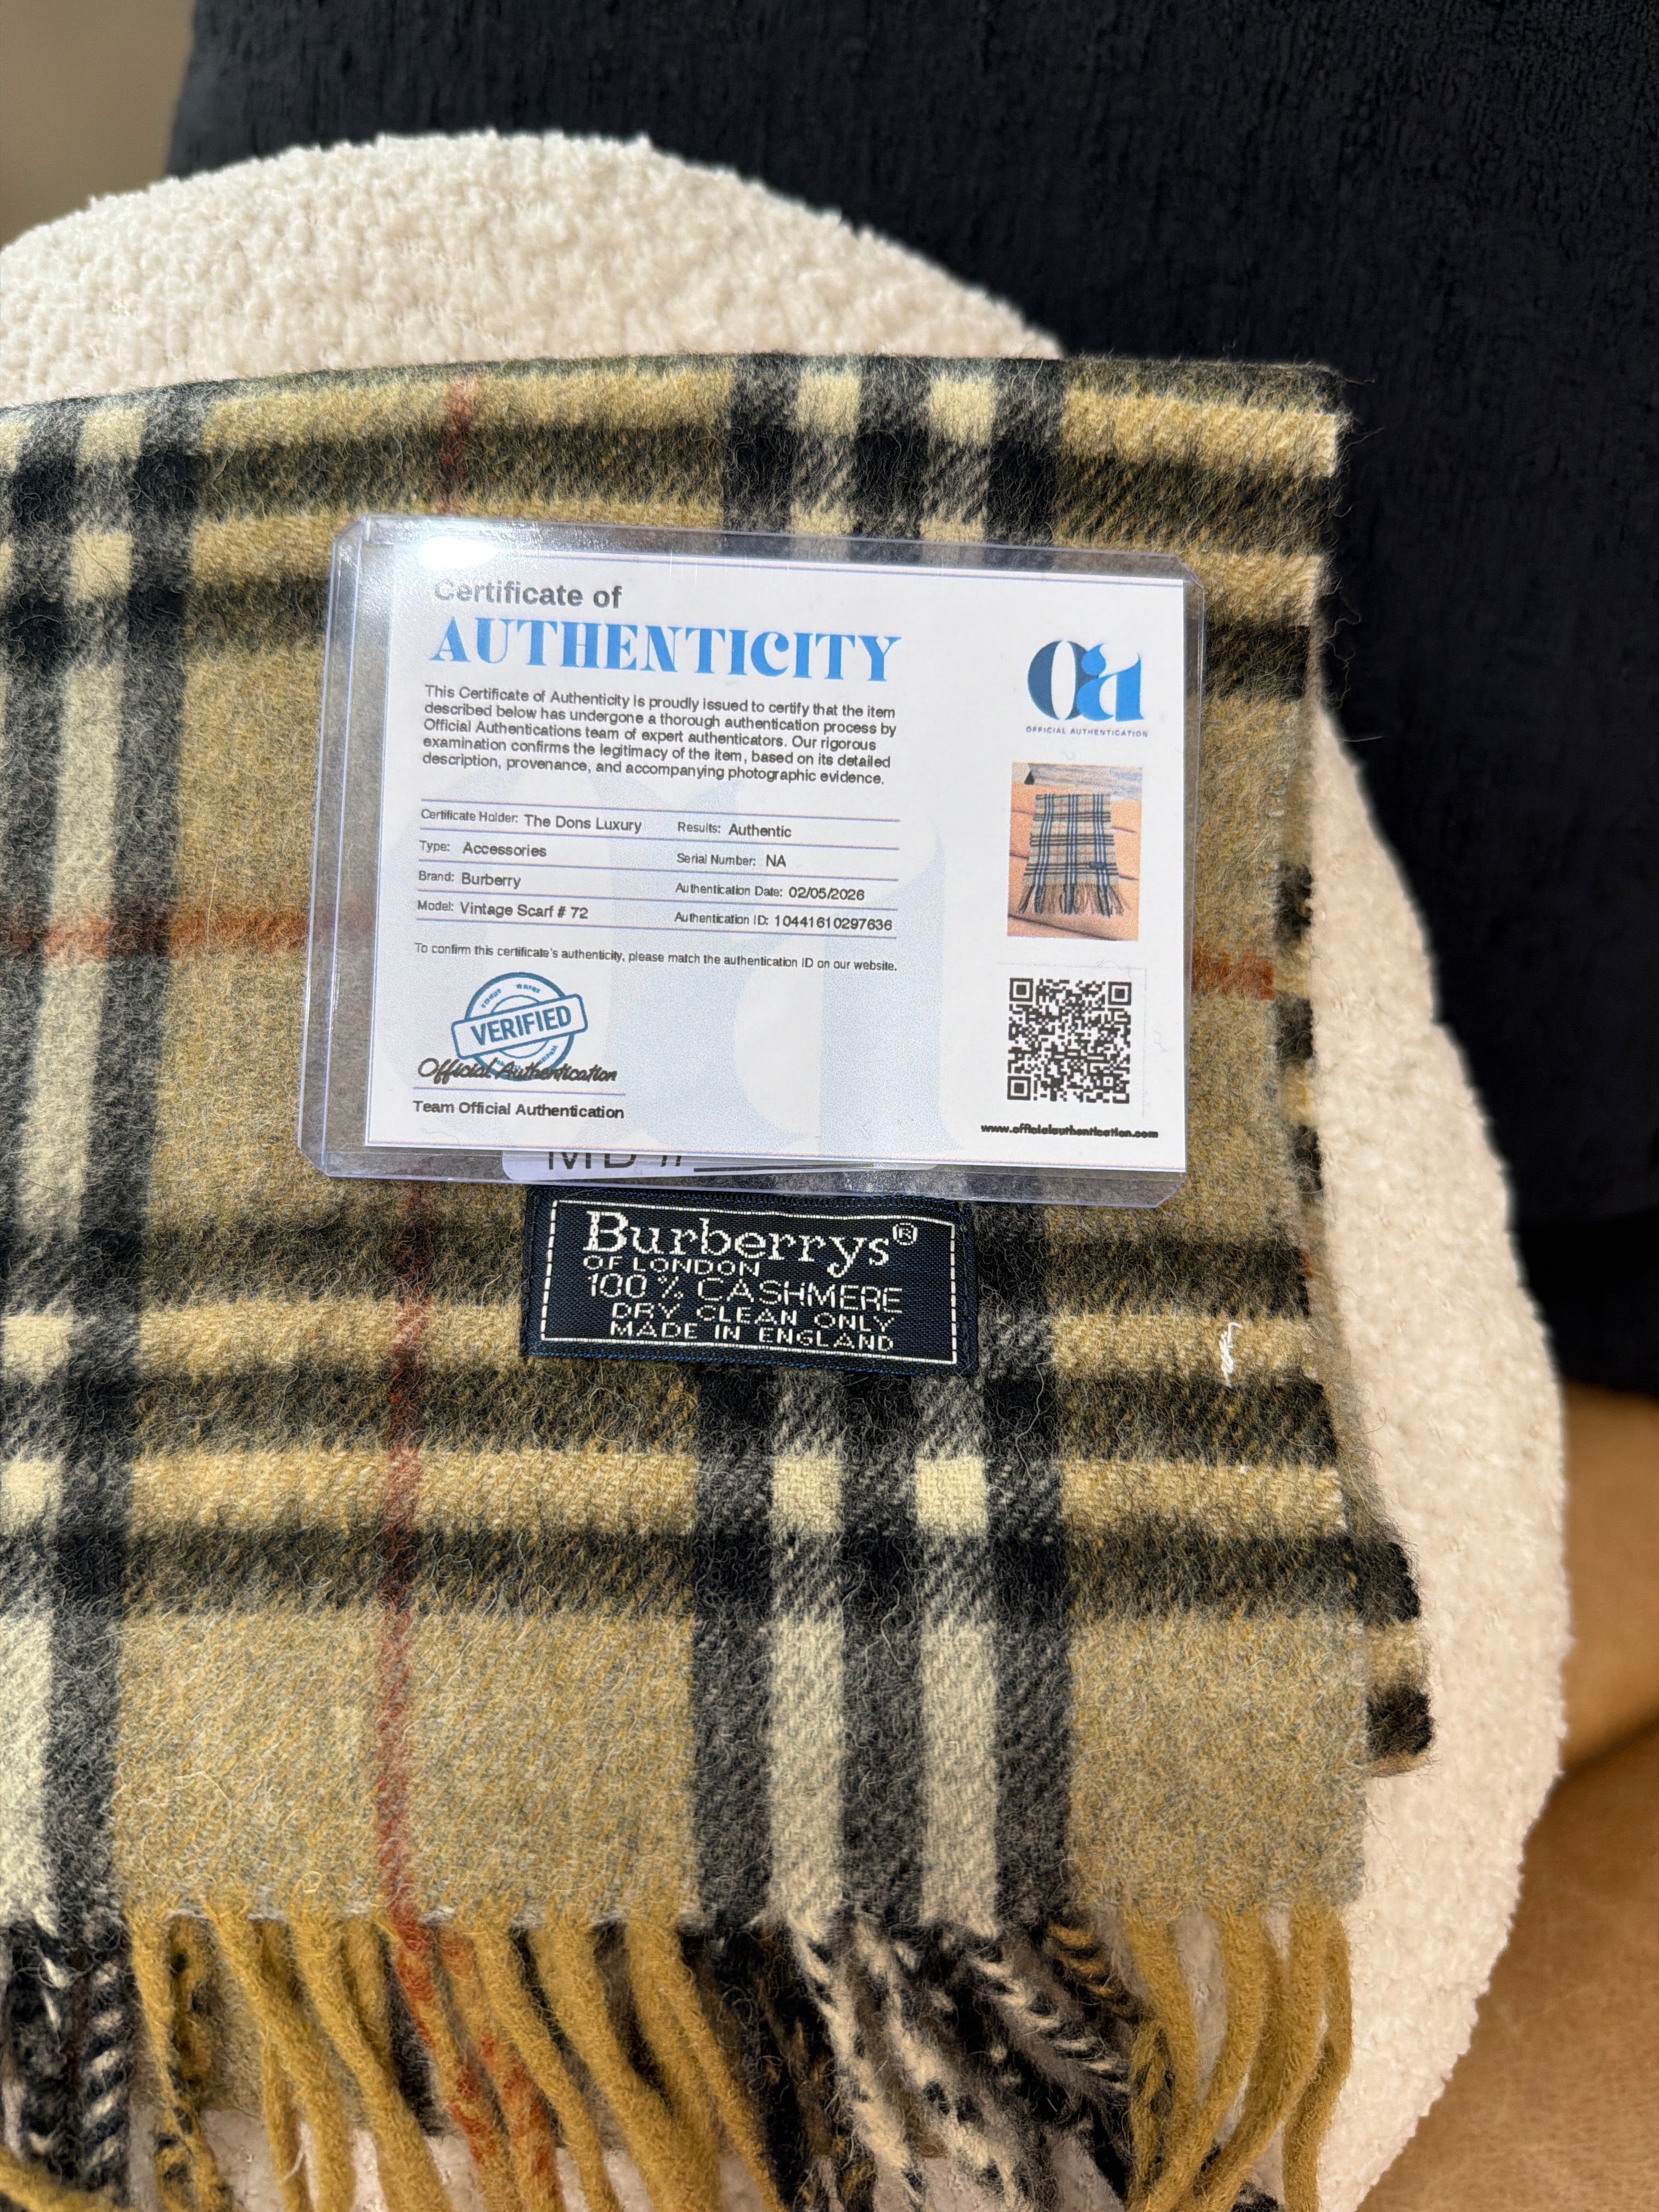 Certificate of
AUTHENTICITY
This Certificate of Authenticity is proudly issued to certify that the item
described below has undergone a thorough authentication process by
Official Authentications team of expert authenticators. Our rigorous
examination confirms the legitimacy of the item, based on its detailed
description, provenance, and accompanying photographic evidence.
oa
OFFICIAL AUTHENTICATION
Certificate Holder: The Dons Luxury Results: Authentic
Type: Accessories Serial Number: NA
Brand: Burberry Authentication Date: 02/05/2026
Model: Vintage Scarf # 72 Authentication ID: 10441610297636
To confirm this certificate's authenticity, please match the authentication ID on our website.
VERIFIED
Official Authentication
Team Official Authentication
www.officialauthentication.com
Burberrys®
OF LONDON
100% CASHMERE
DRY CLEAN ONLY
MADE IN ENGLAND